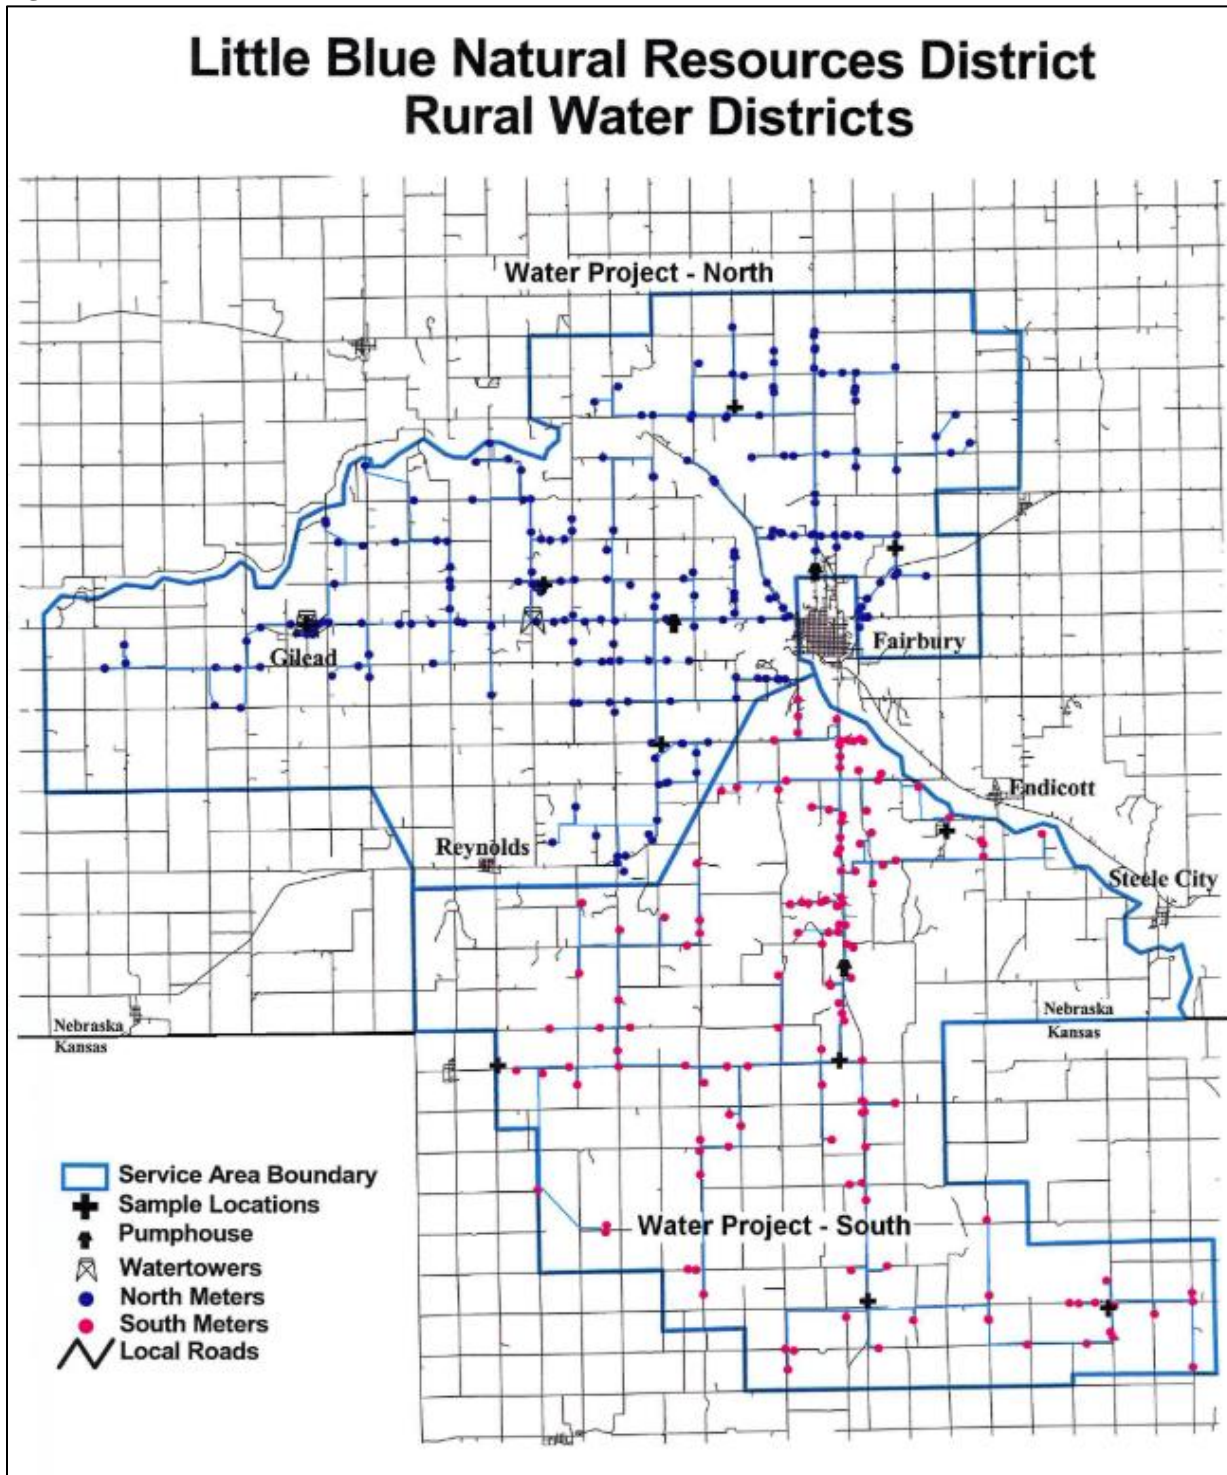 Little Blue Natural Resources District
Rural Water Districts
Water Project - North
Fairbury
Gilead
Endicott
Reynolds
Steele City
Nebraska
Kansas
Nebraska
Kansas
Water Project - South
Service Area Boundary
Sample Locations
Pumphouse
Watertowers
North Meters
South Meters
Local Roads